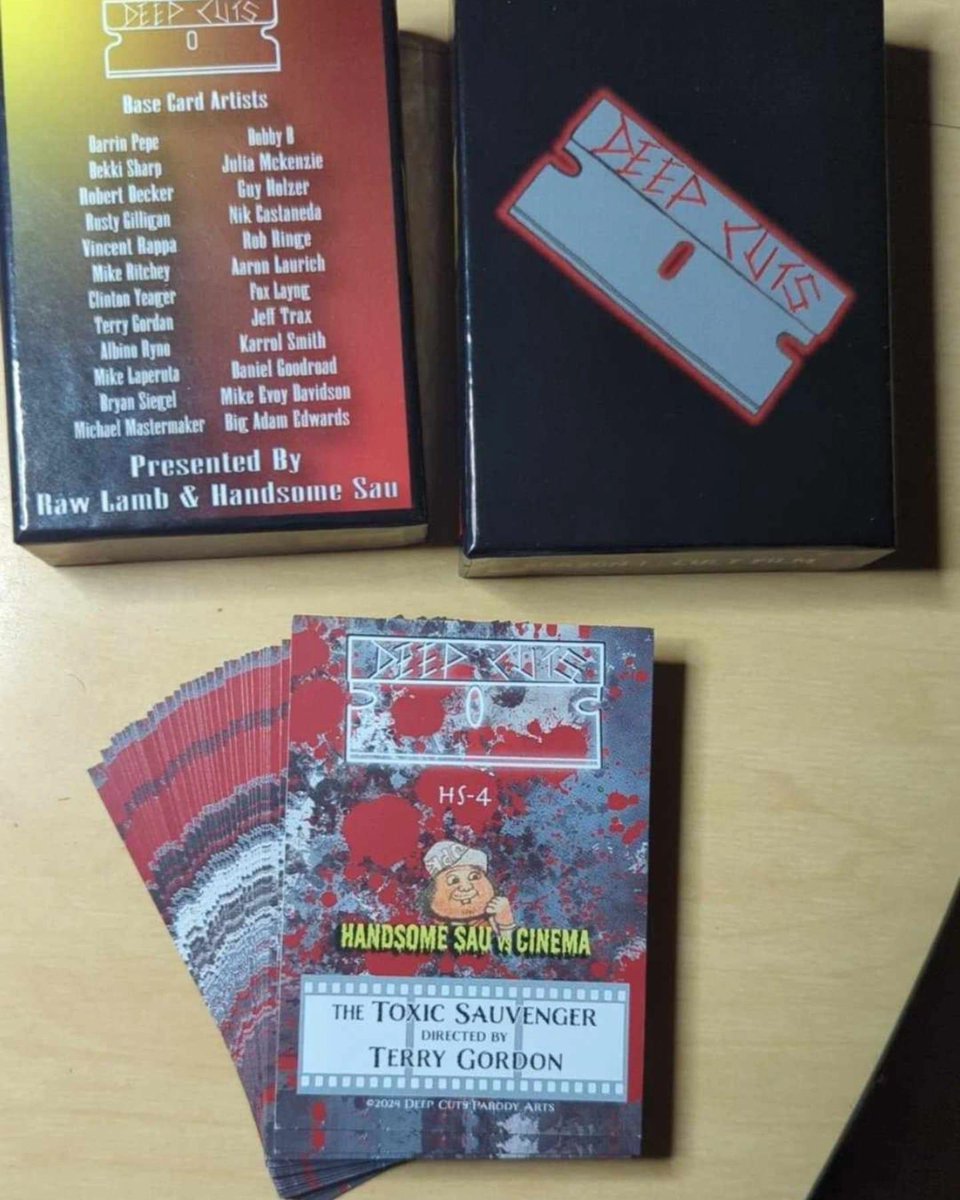 DEEP CUTS
Base Card Artists
Darrin Pepe
Bekki Sharp
Robert Becker
Rusty Gilligan
Vincent Rappa
Mike Ritchey
Clinton Yeager
Terry Gordan
Albino Ryno
Mike Laperuta
Bryan Siegel
Michael Mastermaker
Bobby B
Julia Mckenzie
Guy Holzer
Nik Castaneda
Rob Hinge
Aaron Laurich
Fox Layng
Jeff Trax
Karrol Smith
Daniel Goodroad
Mike Evoy Davidson
Big Adam Edwards
Presented By
Raw Lamb & Handsome Sau
DEEP CUTS
CULT FILM
DEEP CUTS
HS-4
HANDSOME SAU CINEMA
THE TOXIC SAUVENGER
DIRECTED BY
TERRY GORDON
©2024 DEEP CUTS PARODY ARTS